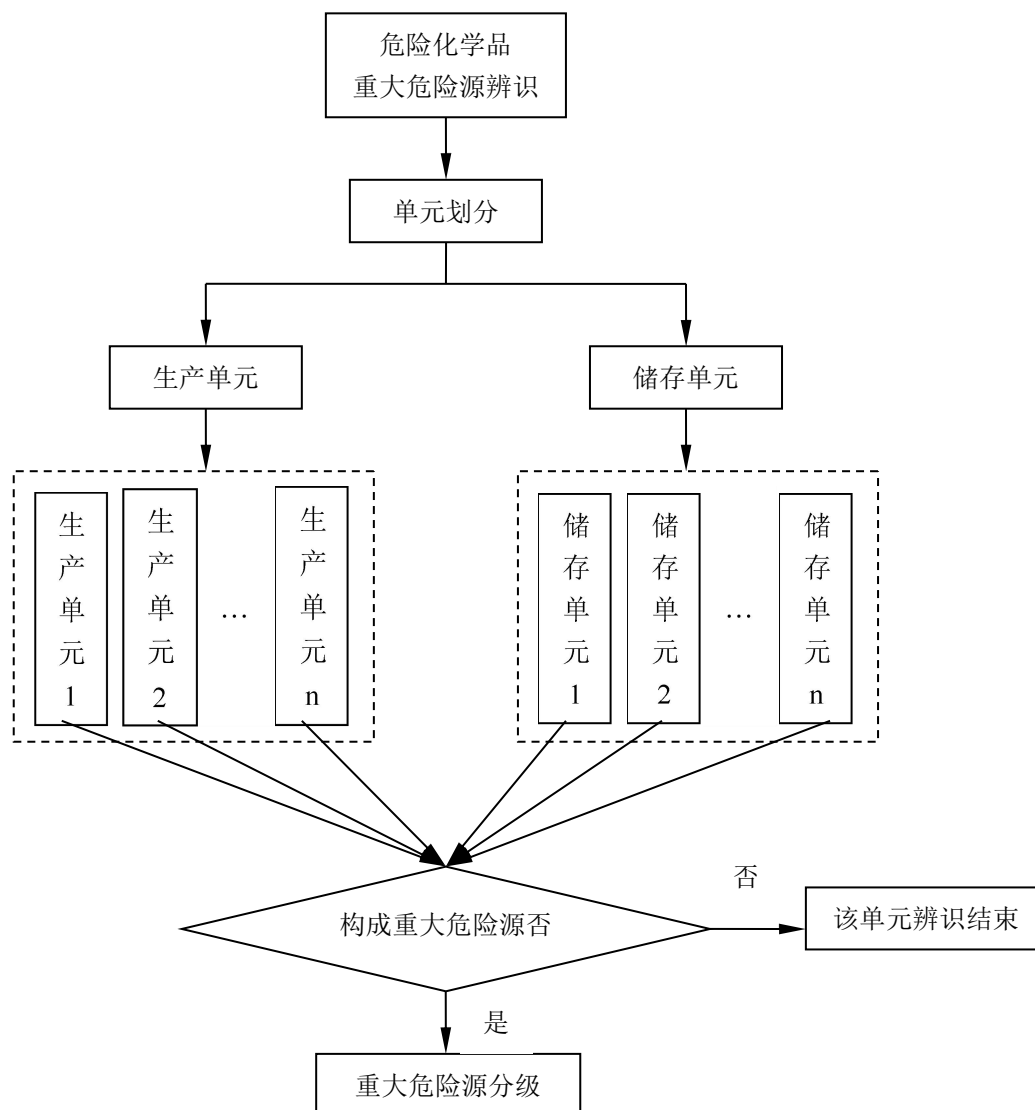 危险化学品
重大危险源辨识
单元划分
生产单元
储存单元
生产单元1
生产单元2
…
生产单元n
储存单元1
储存单元2
…
储存单元n
构成重大危险源否
否
该单元辨识结束
是
重大危险源分级